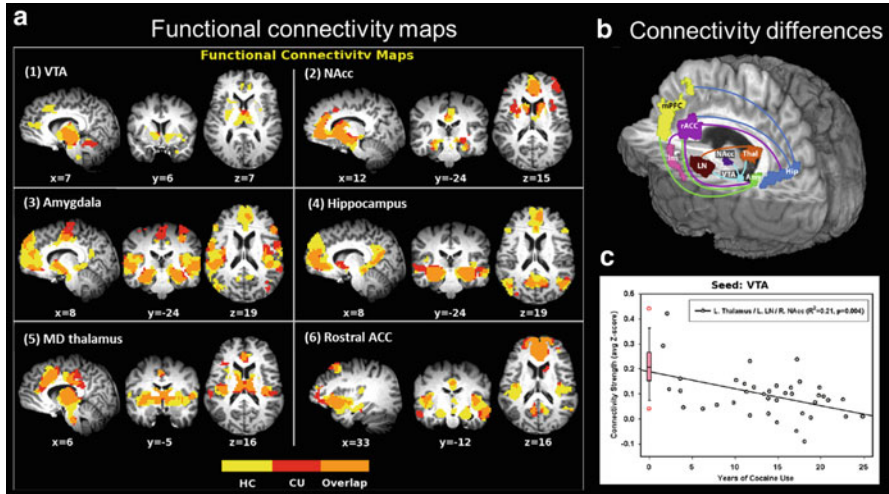 a Functional connectivity maps
Functional Connectivity Maps
(1) VTA
x=7 y=6 z=7
(2) NAcc
x=12 y=-24 z=15
(3) Amygdala
x=8 y=-24 z=19
(4) Hippocampus
x=8 y=-24 z=19
(5) MD thalamus
x=6 y=-5 z=16
(6) Rostral ACC
x=33 y=-12 z=16
HC CU Overlap
b Connectivity differences
mPFC
rACC
NAcc Thal
LN
VTA Hip
c
Seed: VTA
L. Thalamus / L. LN / R. NAcc (R²=0.21, p=0.004)
Connectivity Strength (avg Z-score)
0.5
0.4
0.3
0.2
0.1
0.0
-0.1
0 5 10 15 20 25
Years of Cocaine Use